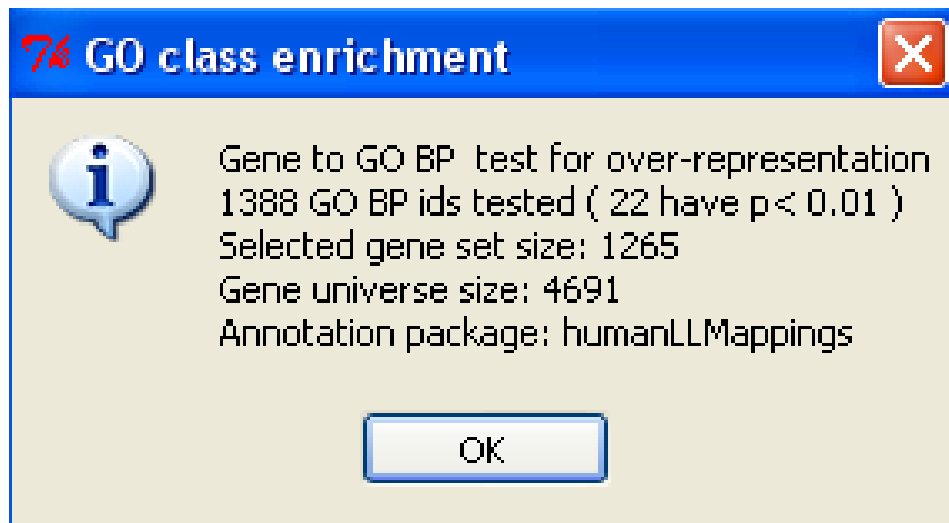 GO class enrichment
Gene to GO BP  test for over-representation
1388 GO BP ids tested ( 22 have p< 0.01 )
Selected gene set size: 1265
Gene universe size: 4691
Annotation package: humanLLMappings
OK